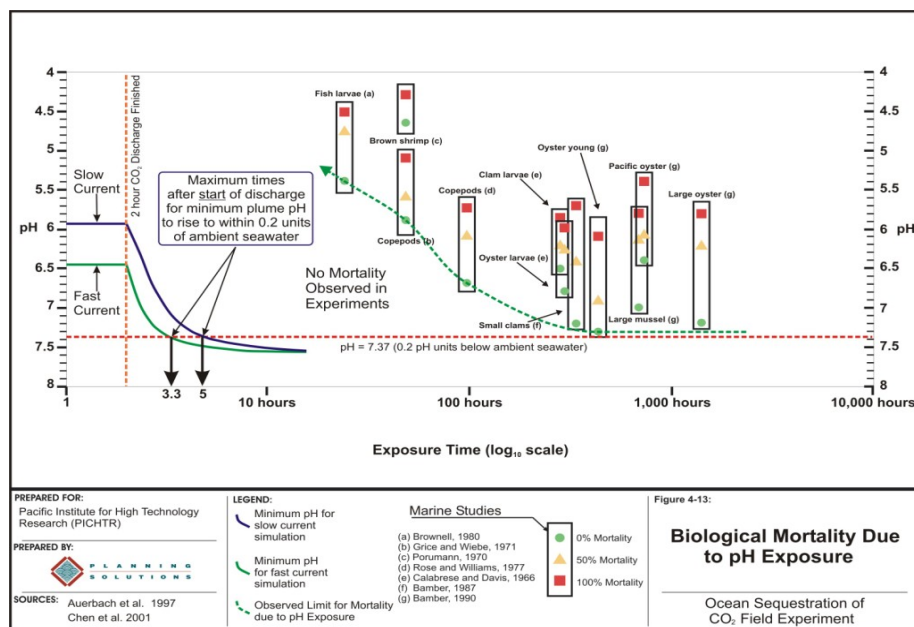 4
4.5
5
5.5
6
6.5
7
7.5
8
pH
Slow
Current
Fast
Current
2 hour CO₂ Discharge Finished
Maximum times
after start of discharge
for minimum plume pH
to rise to within 0.2 units
of ambient seawater
Fish larvae (a)
Brown shrimp (c)
Copepods (b)
Copepods (d)
Clam larvae (e)
Oyster young (g)
Pacific oyster (g)
Large oyster (g)
Oyster larvae (e)
Small clams (f)
Large mussel (g)
No Mortality
Observed in
Experiments
pH = 7.37 (0.2 pH units below ambient seawater)
3.3
5
4
4.5
5
5.5
6
6.5
7
7.5
8
pH
1
10 hours
100 hours
1,000 hours
10,000 hours
Exposure Time (log₁₀ scale)
PREPARED FOR:
Pacific Institute for High Technology
Research (PICHTR)
PREPARED BY:
PLANNING
SOLUTIONS
SOURCES:
Auerbach et al. 1997
Chen et al. 2001
LEGEND:
Minimum pH for
slow current
simulation
Minimum pH
for fast current
simulation
Observed Limit for Mortality
due to pH Exposure
Marine Studies
(a) Brownell, 1980
(b) Grice and Wiebe, 1971
(c) Porumann, 1970
(d) Rose and Williams, 1977
(e) Calabrese and Davis, 1966
(f) Bamber, 1987
(g) Bamber, 1990
0% Mortality
50% Mortality
100% Mortality
Figure 4-13:
Biological Mortality Due
to pH Exposure
Ocean Sequestration of
CO₂ Field Experiment